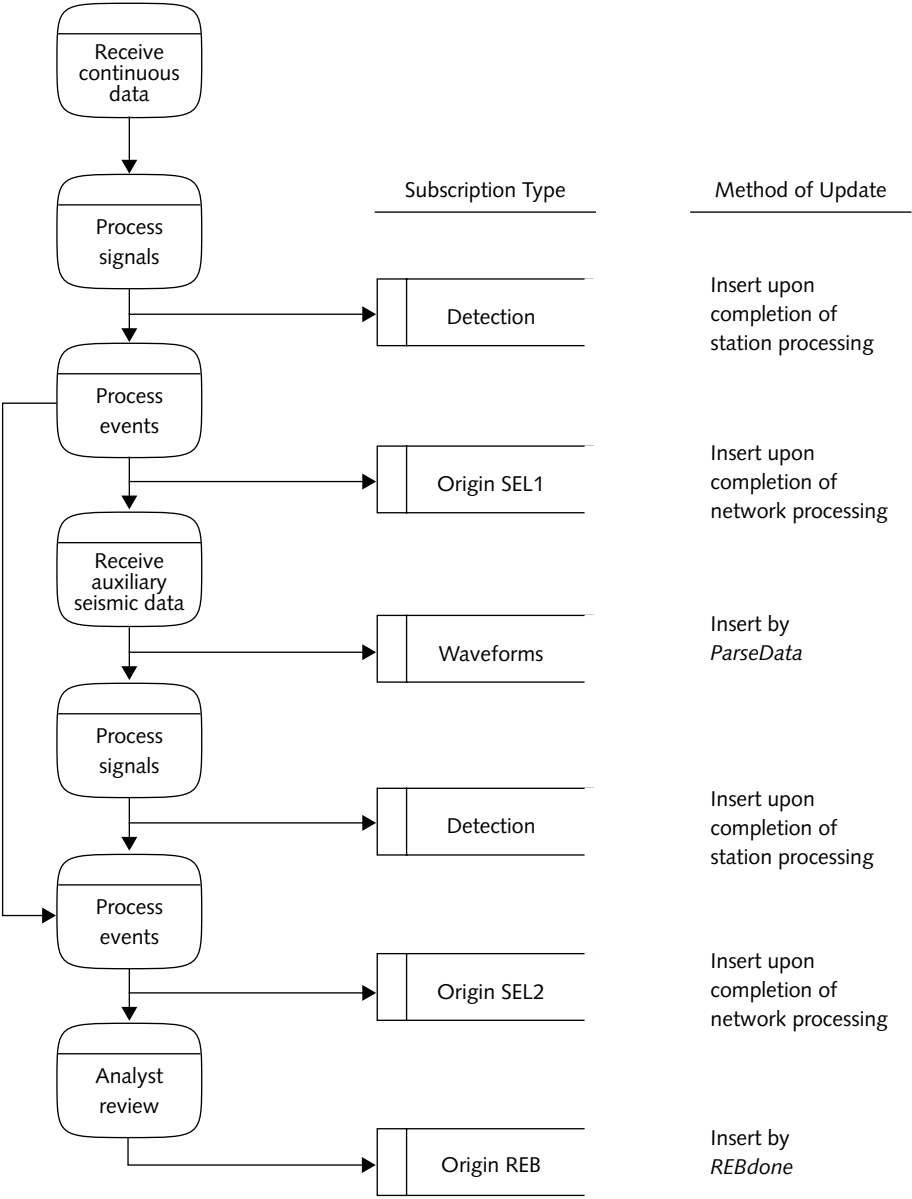 Receive
continuous
data
Subscription Type
Method of Update
Process
signals
Detection
Insert upon
completion of
station processing
Process
events
Origin SEL1
Insert upon
completion of
network processing
Receive
auxiliary
seismic data
Waveforms
Insert by
ParseData
Process
signals
Detection
Insert upon
completion of
station processing
Process
events
Origin SEL2
Insert upon
completion of
network processing
Analyst
review
Origin REB
Insert by
REBdone